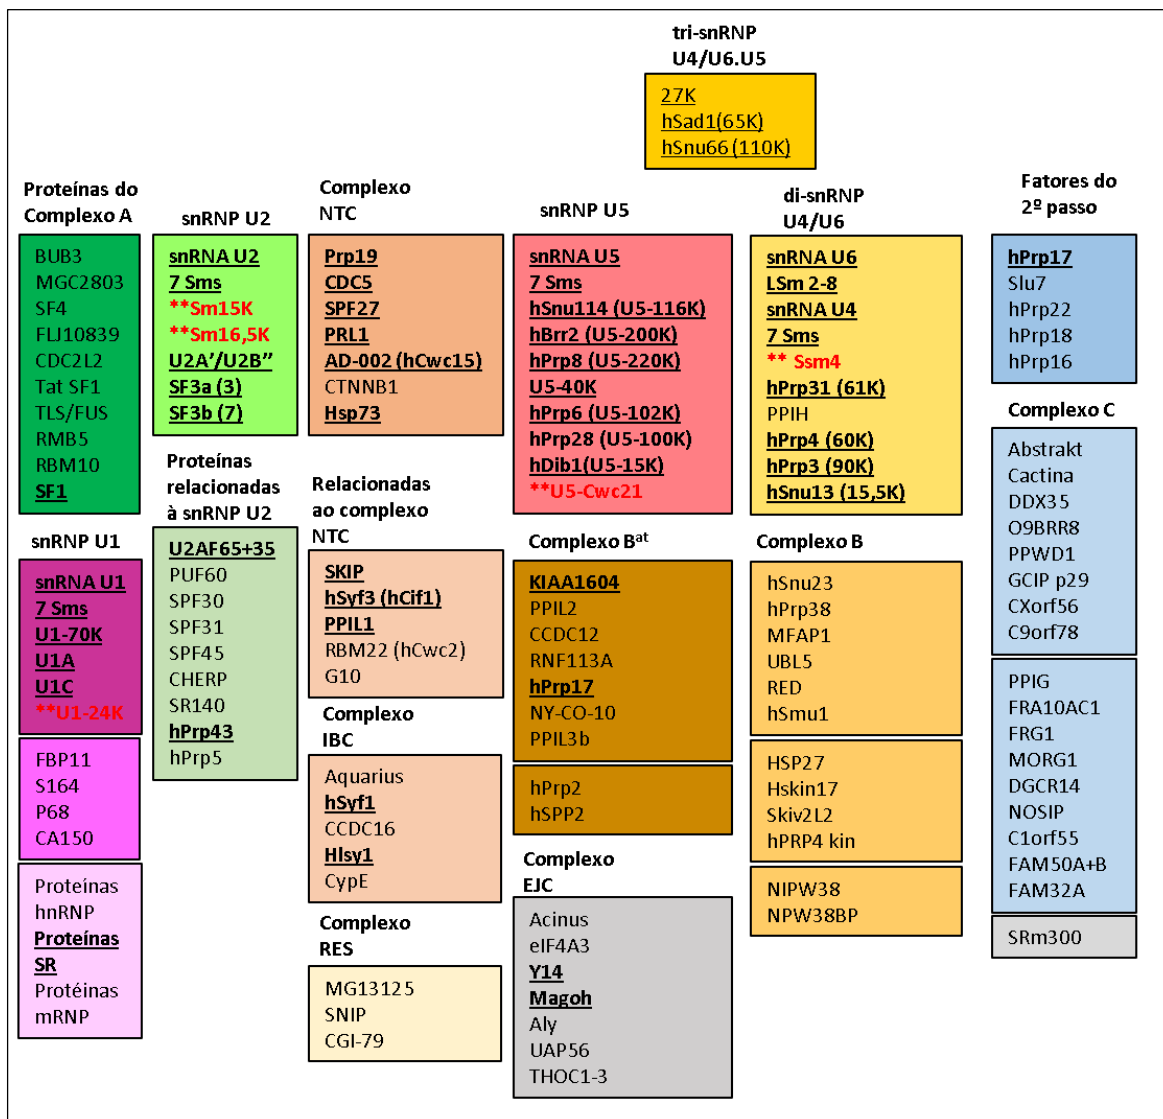 tri-snRNP
U4/U6.U5
27K
hSad1(65K)
hSnu66 (110K)
Proteínas do
Complexo A
BUB3
MGC2803
SF4
FLJ10839
CDC2L2
Tat SF1
TLS/FUS
RMB5
RBM10
SF1
snRNP U1
snRNA U1
7 Sms
U1-70K
U1A
U1C
**U1-24K
FBP11
S164
P68
CA150
Proteínas
hnRNP
Proteínas
SR
Protéinas
mRNP
snRNP U2
snRNA U2
7 Sms
**Sm15K
**Sm16,5K
U2A’/U2B”
SF3a (3)
SF3b (7)
Proteínas
relacionadas
à snRNP U2
U2AF65+35
PUF60
SPF30
SPF31
SPF45
CHERP
SR140
hPrp43
hPrp5
Complexo
NTC
Prp19
CDC5
SPF27
PRL1
AD-002 (hCwc15)
CTNNB1
Hsp73
Relacionadas
ao complexo
NTC
SKIP
hSyf3 (hCif1)
PPIL1
RBM22 (hCwc2)
G10
Complexo
IBC
Aquarius
hSyf1
CCDC16
Hlsy1
CypE
Complexo
RES
MG13125
SNIP
CGI-79
snRNP U5
snRNA U5
7 Sms
hSnu114 (U5-116K)
hBrr2 (U5-200K)
hPrp8 (U5-220K)
U5-40K
hPrp6 (U5-102K)
hPrp28 (U5-100K)
hDib1(U5-15K)
**U5-Cwc21
Complexo Bat
KIAA1604
PPIL2
CCDC12
RNF113A
hPrp17
NY-CO-10
PPIL3b
hPrp2
hSPP2
Complexo
EJC
Acinus
eIF4A3
Y14
Magoh
Aly
UAP56
THOC1-3
di-snRNP
U4/U6
snRNA U6
LSm 2-8
snRNA U4
7 Sms
** Ssm4
hPrp31 (61K)
PPIH
hPrp4 (60K)
hPrp3 (90K)
hSnu13 (15,5K)
Complexo B
hSnu23
hPrp38
MFAP1
UBL5
RED
hSmu1
HSP27
Hskin17
Skiv2L2
hPRP4 kin
NIPW38
NPW38BP
Fatores do
2º passo
hPrp17
Slu7
hPrp22
hPrp18
hPrp16
Complexo C
Abstrakt
Cactina
DDX35
O9BRR8
PPWD1
GCIP p29
CXorf56
C9orf78
PPIG
FRA10AC1
FRG1
MORG1
DGCR14
NOSIP
C1orf55
FAM50A+B
FAM32A
SRm300